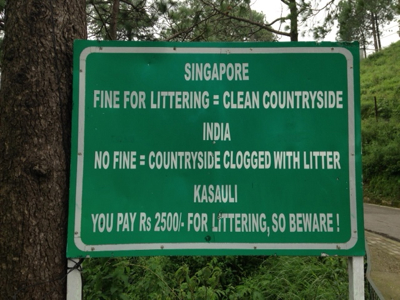 SINGAPORE
FINE FOR LITTERING = CLEAN COUNTRYSIDE
INDIA
NO FINE = COUNTRYSIDE CLOGGED WITH LITTER
KASAULI
YOU PAY Rs 2500/- FOR LITTERING, SO BEWARE !